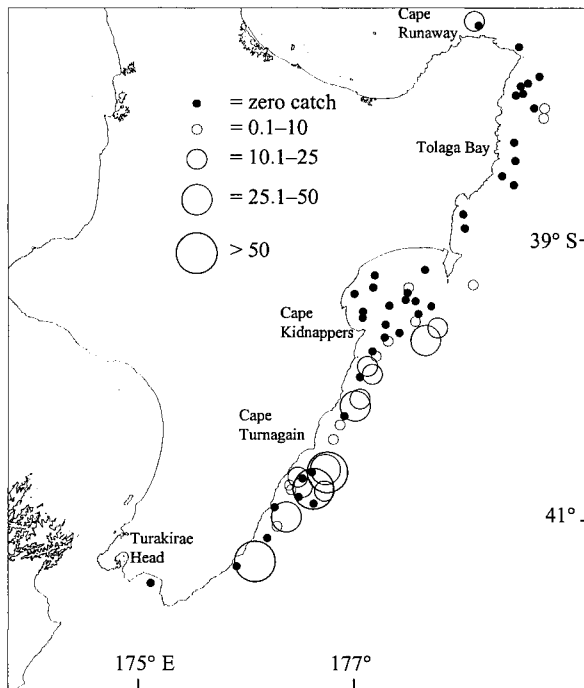 Cape
Runaway
= zero catch
= 0.1–10
= 10.1–25
= 25.1–50
> 50
Tolaga Bay
39° S
Cape
Kidnappers
Cape
Turnagain
41°
Turakirae
Head
175° E
177°